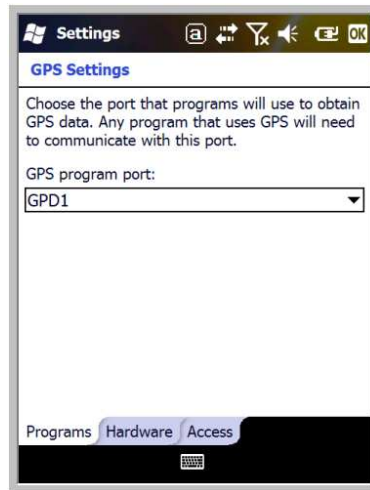 Settings
a
OK
GPS Settings
Choose the port that programs will use to obtain
GPS data. Any program that uses GPS will need
to communicate with this port.
GPS program port:
GPD1
Programs Hardware Access